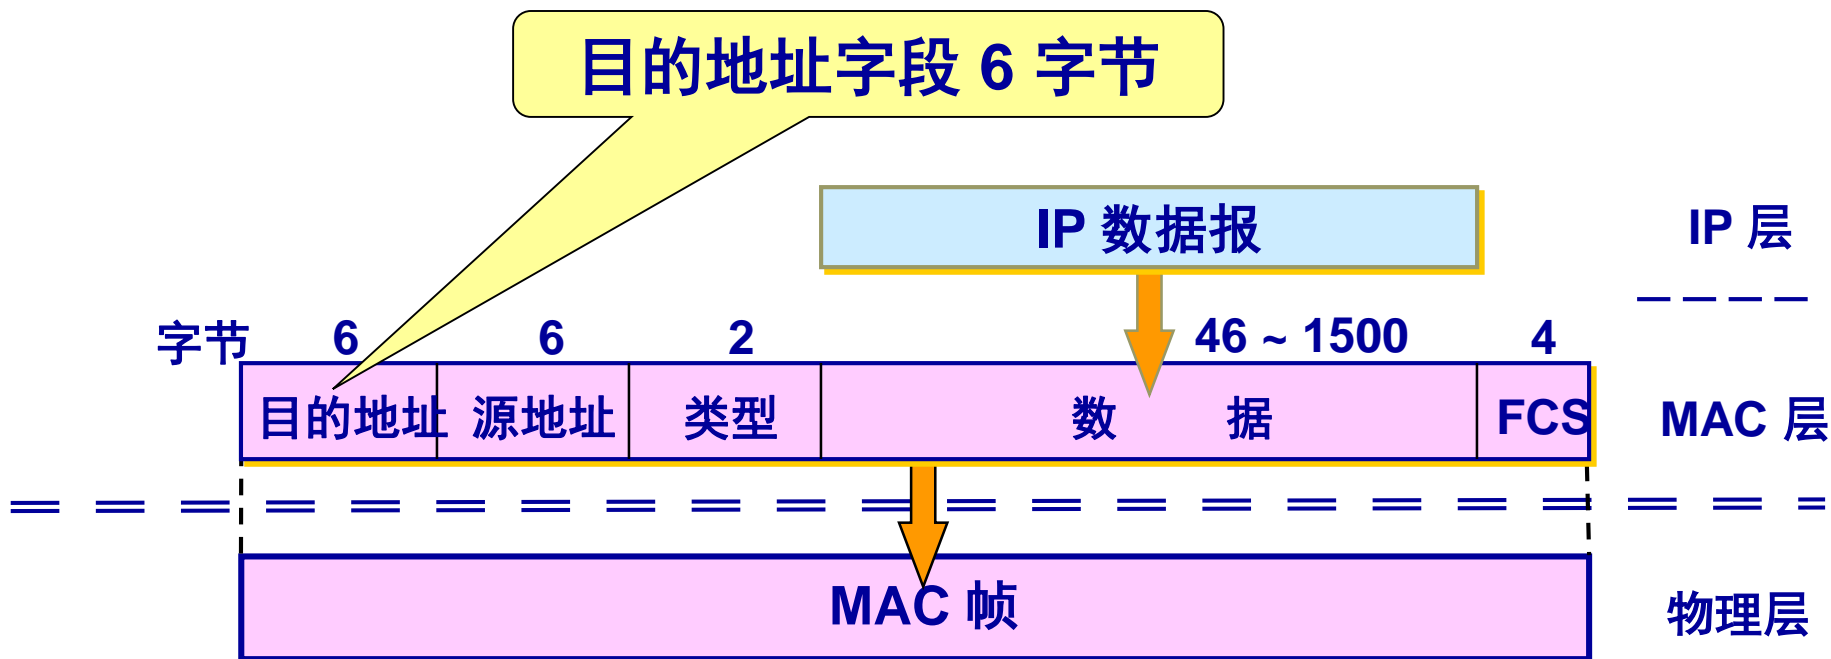 目的地址字段 6 字节
IP 数据报
IP 层
字节 6 6 2 46 ~ 1500 4
目的地址 源地址 类型 数 据 FCS MAC 层
MAC 帧
物理层